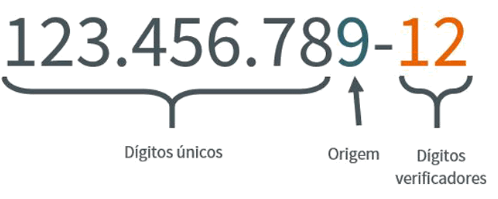 123.456.789-12
Dígitos únicos
Origem
Dígitos
verificadores